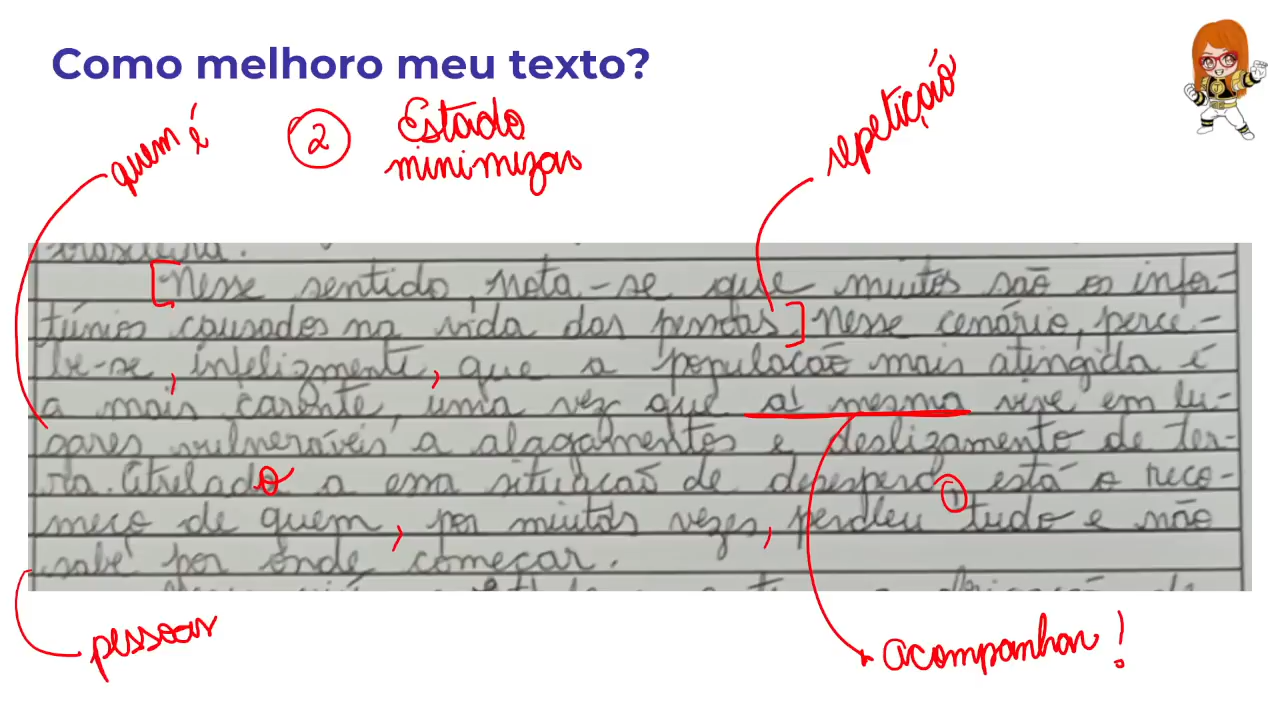 Como melhoro meu texto?
quem é
2 Estado
minimizar
repetição
brasileira.
[Nesse sentido, nota-se que muitos são os infor-
túnios causados na vida das pessoas.] Nesse cenário, perce-
be-se, infelizmente, que a população mais atingida é
a mais carente, uma vez que a mesma vive em lu-
gares vulneráveis a alagamentos e deslizamento de ter-
ra. Atrelado a essa situação de desespero está o reco-
1
meço de quem, por muitas vezes, perdeu tudo e não
sabe por onde começar.
pessoas
acompanhar!